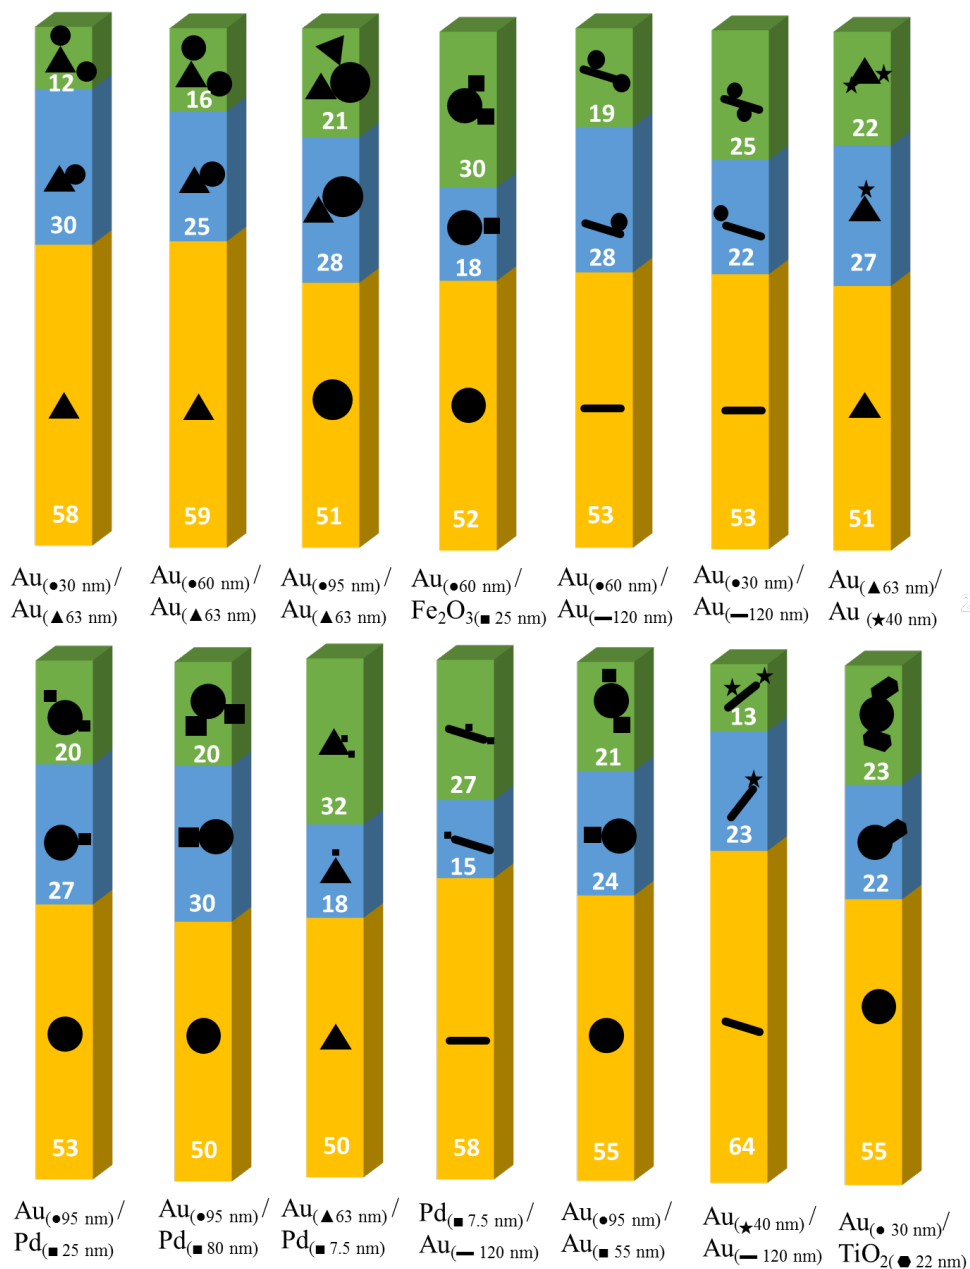 12 16 21 30 19 25 22
30 25 28 18 28 22 27
58 59 51 52 53 53 51
Au(●30 nm) / Au(●60 nm) / Au(●95 nm) / Au(●60 nm) / Au(●60 nm) / Au(●30 nm) / Au(▲63 nm)/
Au(▲63 nm) Au(▲63 nm) Au(▲63 nm) Fe₂O₃(■ 25 nm) Au(━120 nm) Au(━120 nm) Au (★40 nm)
20 20 32 27 21 13 23
27 30 18 15 24 23 22
53 50 50 58 55 64 55
Au(●95 nm) / Au(●95 nm) / Au(▲63 nm) / Pd(■ 7.5 nm) / Au(●95 nm) / Au(★40 nm) / Au(● 30 nm)/
Pd(■ 25 nm) Pd(■ 80 nm) Pd(■ 7.5 nm) Au(━ 120 nm) Au(■ 55 nm) Au(━ 120 nm) TiO₂(⬢ 22 nm)